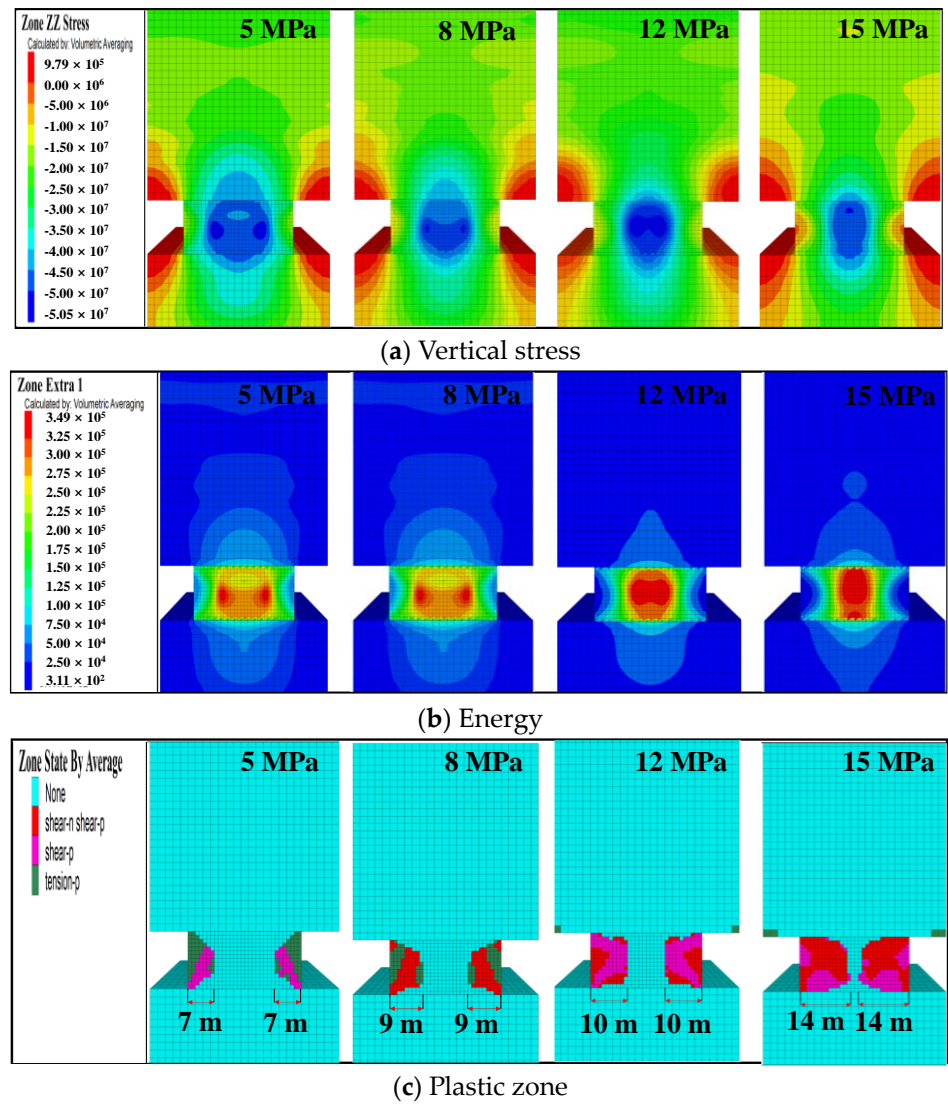 Zone ZZ Stress
Calculated by: Volumetric Averaging
9.79 × 10⁵
0.00 × 10⁶
-5.00 × 10⁶
-1.00 × 10⁷
-1.50 × 10⁷
-2.00 × 10⁷
-2.50 × 10⁷
-3.00 × 10⁷
-3.50 × 10⁷
-4.00 × 10⁷
-4.50 × 10⁷
-5.00 × 10⁷
-5.05 × 10⁷
5 MPa
8 MPa
12 MPa
15 MPa
(a) Vertical stress
Zone Extra 1
Calculated by: Volumetric Averaging
3.49 × 10⁵
3.25 × 10⁵
3.00 × 10⁵
2.75 × 10⁵
2.50 × 10⁵
2.25 × 10⁵
2.00 × 10⁵
1.75 × 10⁵
1.50 × 10⁵
1.25 × 10⁵
1.00 × 10⁵
7.50 × 10⁴
5.00 × 10⁴
2.50 × 10⁴
3.11 × 10²
5 MPa
8 MPa
12 MPa
15 MPa
(b) Energy
Zone State By Average
None
shear-n shear-p
shear-p
tension-p
5 MPa
8 MPa
12 MPa
15 MPa
7 m
7 m
9 m
9 m
10 m
10 m
14 m
14 m
(c) Plastic zone